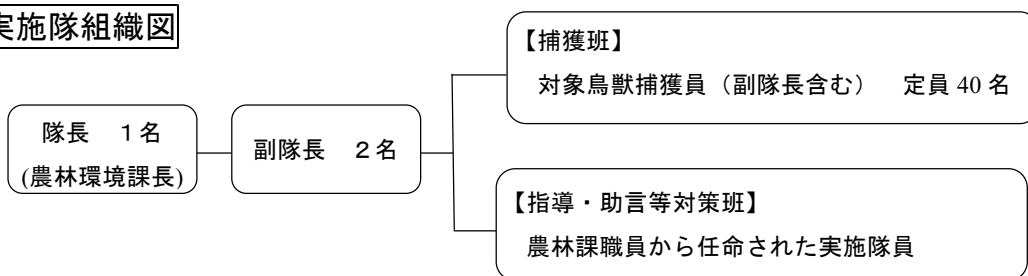 実施隊組織図
【捕獲班】
対象鳥獣捕獲員（副隊長含む）　定員 40 名
隊長　１名
(農林環境課長)
副隊長　２名
【指導・助言等対策班】
農林課職員から任命された実施隊員